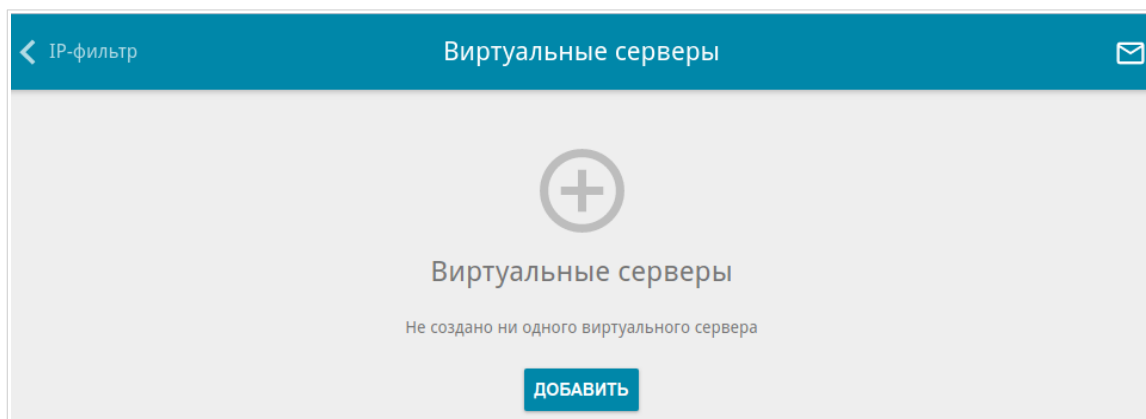 IP-фильтр
Виртуальные серверы
Виртуальные серверы
Не создано ни одного виртуального сервера
ДОБАВИТЬ